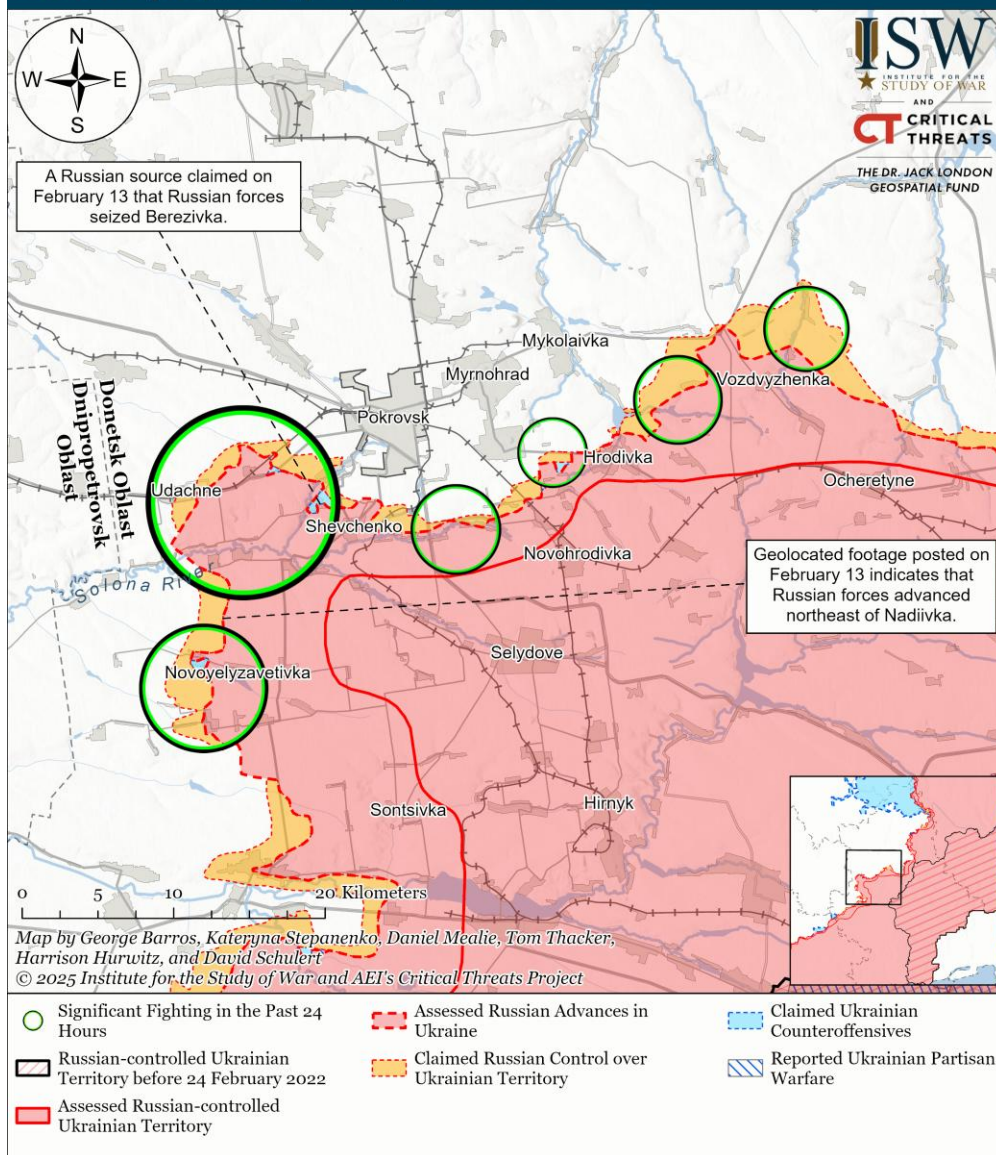 N
W
E
S
ISW
INSTITUTE FOR THE
STUDY OF WAR
AND
CT CRITICAL
THREATS
THE DR. JACK LONDON
GEOSPATIAL FUND
A Russian source claimed on
February 13 that Russian forces
seized Berezivka.
Mykolaivka
Myrnohrad
Vozdvyzhenka
Pokrovsk
Donetsk Oblast
Dnipropetrovsk
Oblast
Hrodivka
Udachne
Ocheretyne
Shevchenko
Novohrodivka
Solona River
Geolocated footage posted on
February 13 indicates that
Russian forces advanced
northeast of Nadiivka.
Selydove
Novoyelyzavetivka
Sontsivka
Hirnyk
0 5 10 20 Kilometers
Map by George Barros, Kateryna Stepanenko, Daniel Mealie, Tom Thacker,
Harrison Hurwitz, and David Schulert
© 2025 Institute for the Study of War and AEI's Critical Threats Project
Significant Fighting in the Past 24
Hours
Russian-controlled Ukrainian
Territory before 24 February 2022
Assessed Russian-controlled
Ukrainian Territory
Assessed Russian Advances in
Ukraine
Claimed Russian Control over
Ukrainian Territory
Claimed Ukrainian
Counteroffensives
Reported Ukrainian Partisan
Warfare